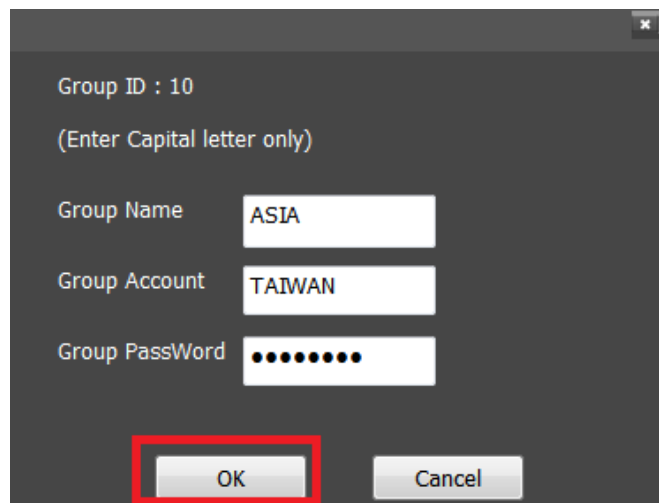 Group ID : 10
(Enter Capital letter only)
Group Name ASIA
Group Account TAIWAN
Group PassWord ●●●●●●●●
OK Cancel